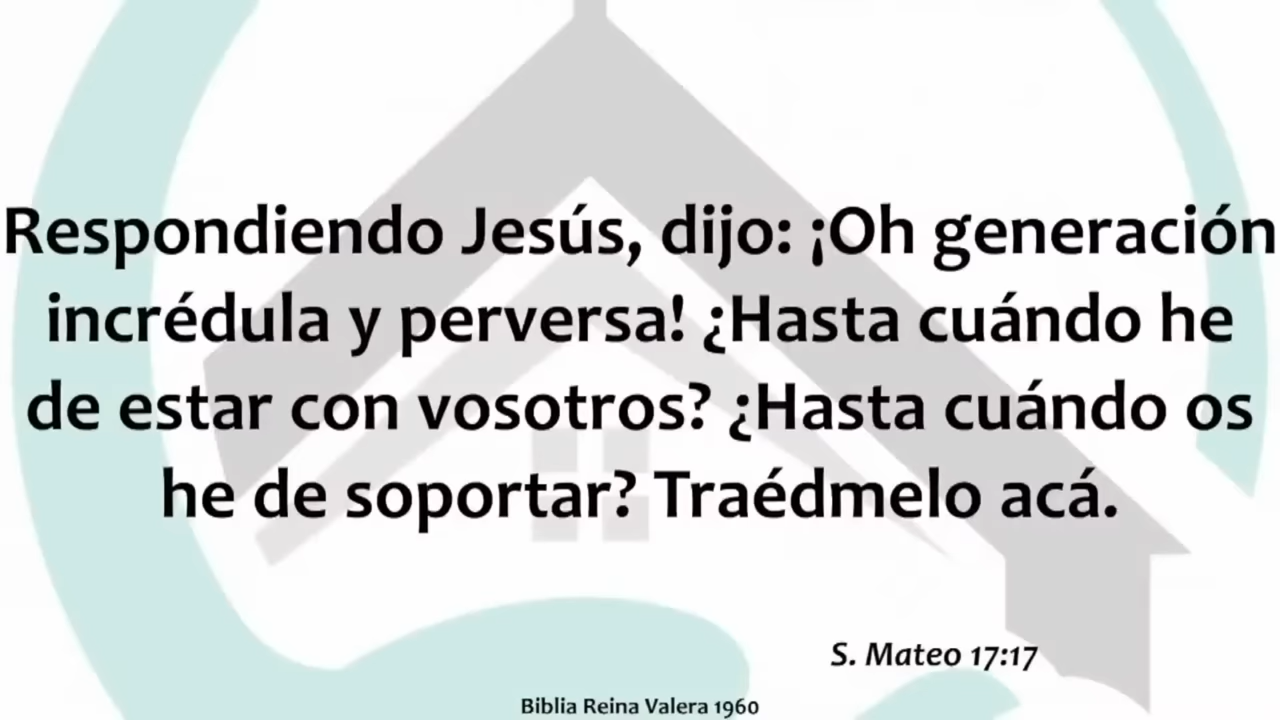 Respondiendo Jesús, dijo: ¡Oh generación
incrédula y perversa! ¿Hasta cuándo he
de estar con vosotros? ¿Hasta cuándo os
he de soportar? Traédmelo acá.
S. Mateo 17:17
Biblia Reina Valera 1960